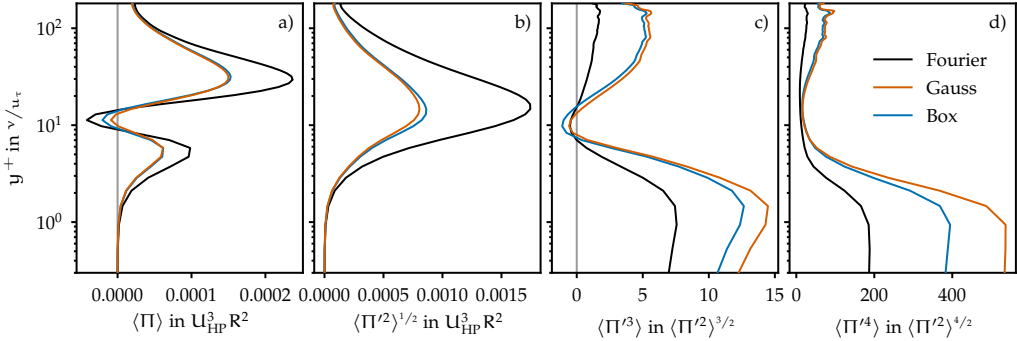 a)
b)
c)
d)
10²
10¹
10⁰
y⁺ in ν/u_τ
Fourier
Gauss
Box
0.0000 0.0001 0.0002
0.0000 0.0005 0.0010 0.0015
0 5 10 15
0 200 400
⟨Π⟩ in U³_HP R²
⟨Π′²⟩^1/2 in U³_HP R²
⟨Π′³⟩ in ⟨Π′²⟩^3/2
⟨Π′⁴⟩ in ⟨Π′²⟩^4/2